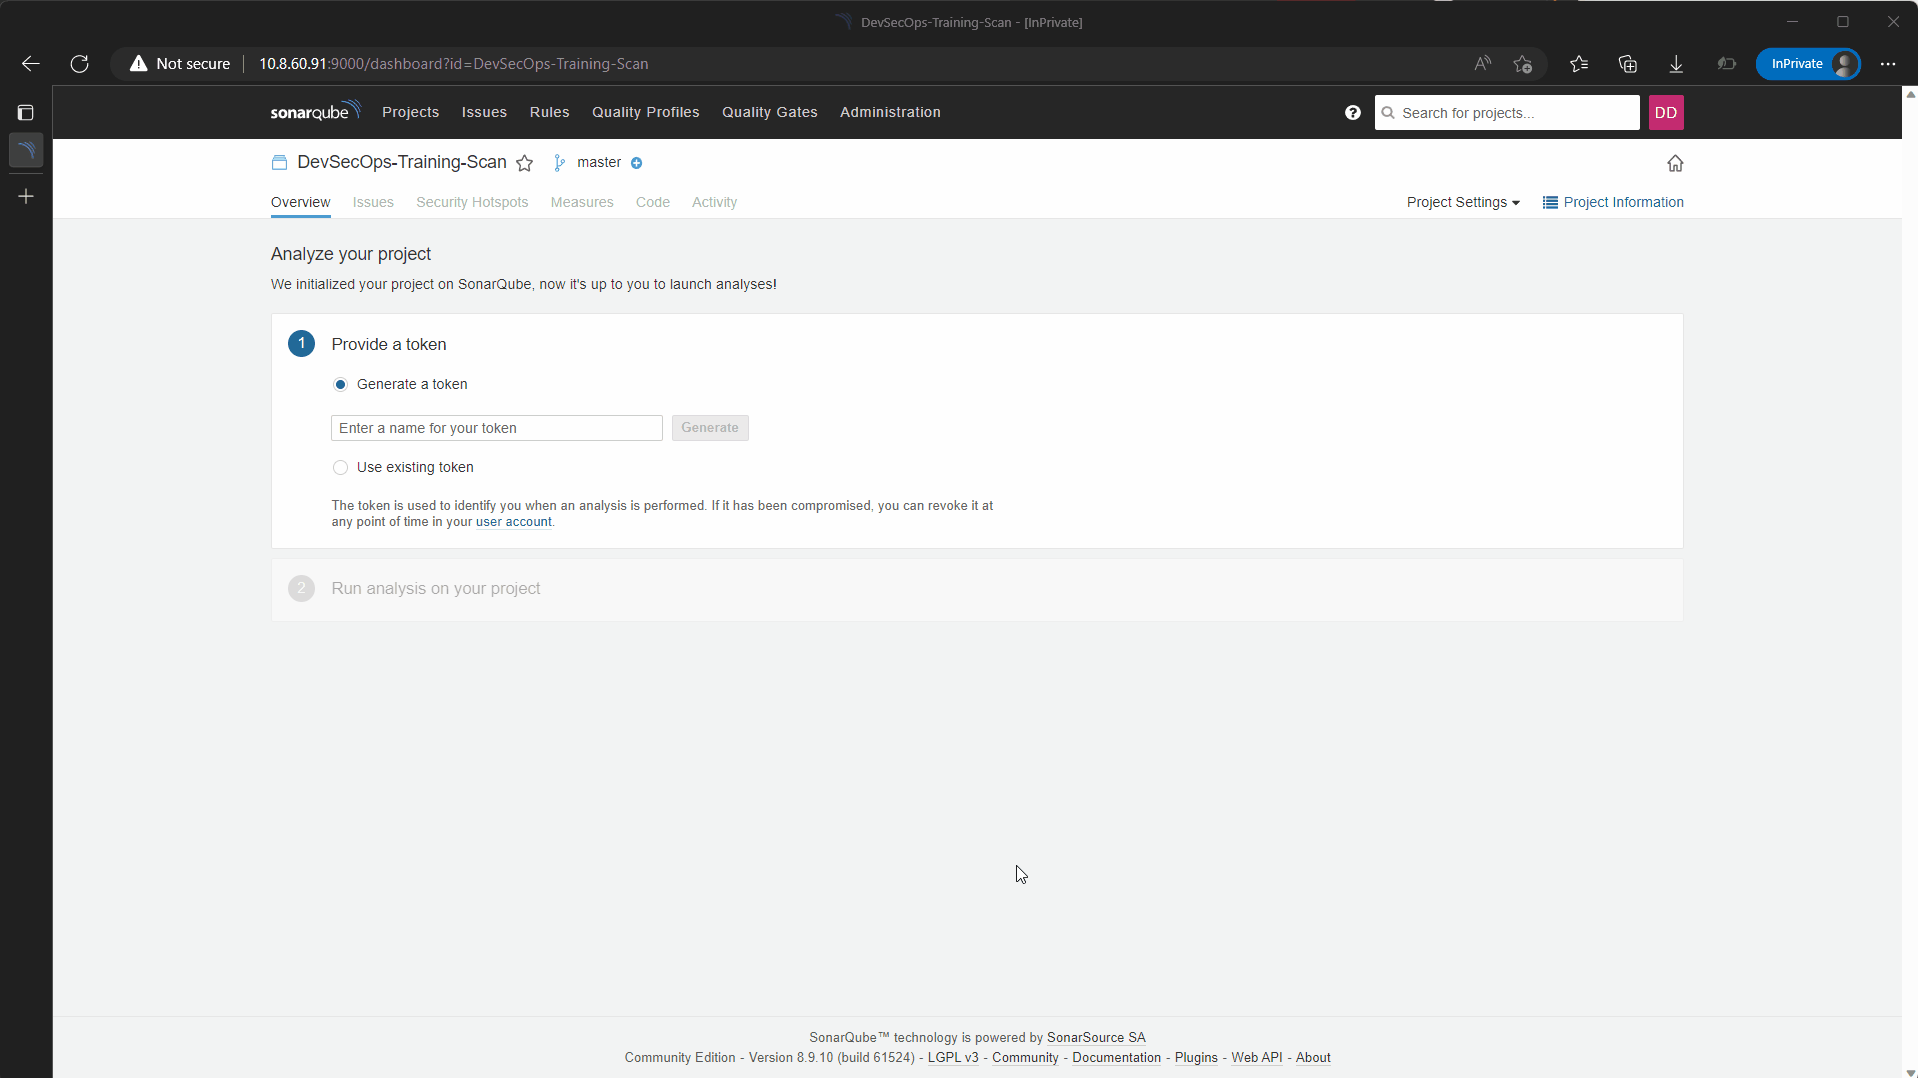 DevSecOps-Training-Scan - [InPrivate]
Not secure 10.8.60.91:9000/dashboard?id=DevSecOps-Training-Scan InPrivate
sonarqube Projects Issues Rules Quality Profiles Quality Gates Administration Search for projects... DD
DevSecOps-Training-Scan master
Overview Issues Security Hotspots Measures Code Activity Project Settings Project Information
Analyze your project
We initialized your project on SonarQube, now it's up to you to launch analyses!
1 Provide a token
Generate a token
Enter a name for your token Generate
Use existing token
The token is used to identify you when an analysis is performed. If it has been compromised, you can revoke it at
any point of time in your user account.
2 Run analysis on your project
SonarQube™ technology is powered by SonarSource SA
Community Edition - Version 8.9.10 (build 61524) - LGPL v3 - Community - Documentation - Plugins - Web API - About